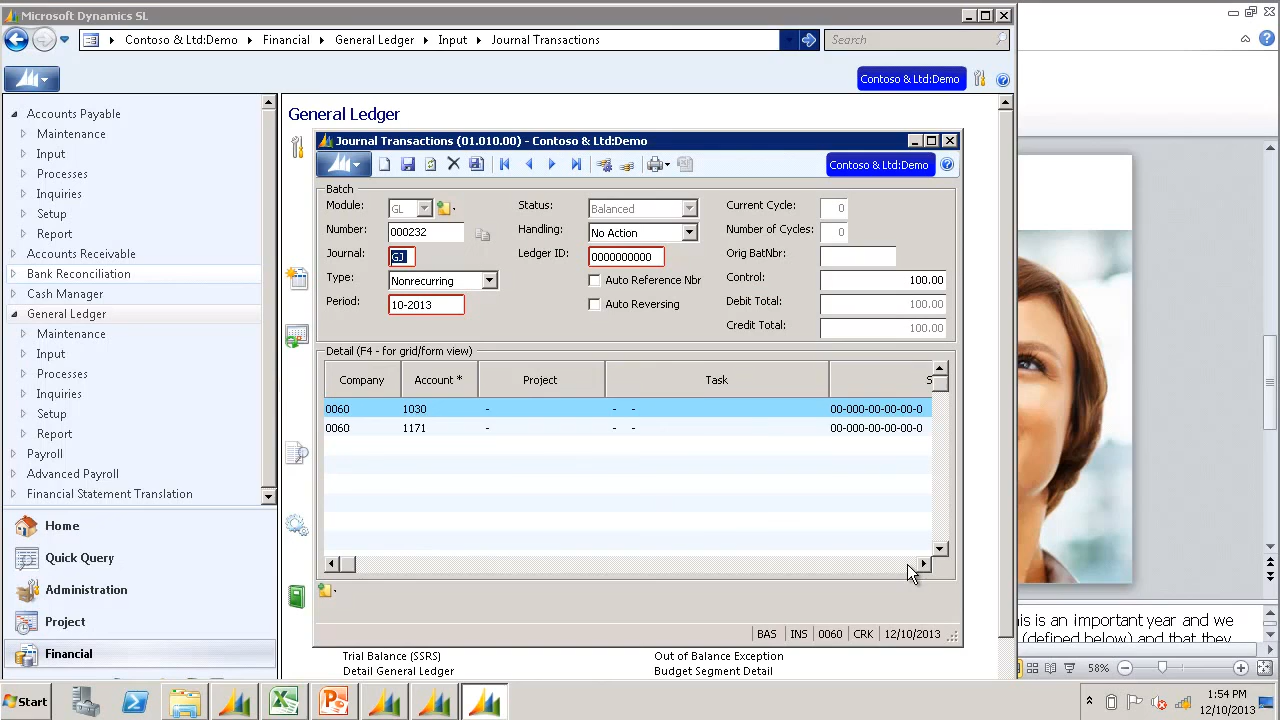 Microsoft Dynamics SL
Contoso & Ltd:Demo Financial General Ledger Input Journal Transactions
Search
Contoso & Ltd:Demo
Accounts Payable
Maintenance
Input
Processes
Inquiries
Setup
Report
Accounts Receivable
Bank Reconciliation
Cash Manager
General Ledger
Maintenance
Input
Processes
Inquiries
Setup
Report
Payroll
Advanced Payroll
Financial Statement Translation
Home
Quick Query
Administration
Project
Financial
General Ledger
Journal Transactions (01.010.00) - Contoso & Ltd:Demo
Contoso & Ltd:Demo
Batch
Module: GL Status: Balanced Current Cycle: 0
Number: 000232 Handling: No Action Number of Cycles: 0
Journal: GJ Ledger ID: 0000000000 Orig BatNbr:
Type: Nonrecurring Auto Reference Nbr Control: 100.00
Period: 10-2013 Auto Reversing Debit Total: 100.00
Credit Total: 100.00
Detail (F4 - for grid/form view)
Company Account * Project Task S
0060 1030 - - - 00-000-00-00-00-0
0060 1171 - - - 00-000-00-00-00-0
BAS INS 0060 CRK 12/10/2013
Trial Balance (SSRS) Out of Balance Exception
Detail General Ledger Budget Segment Detail
his is an important year and we
(defined below) and that they
58%
Start
1:54 PM
12/10/2013